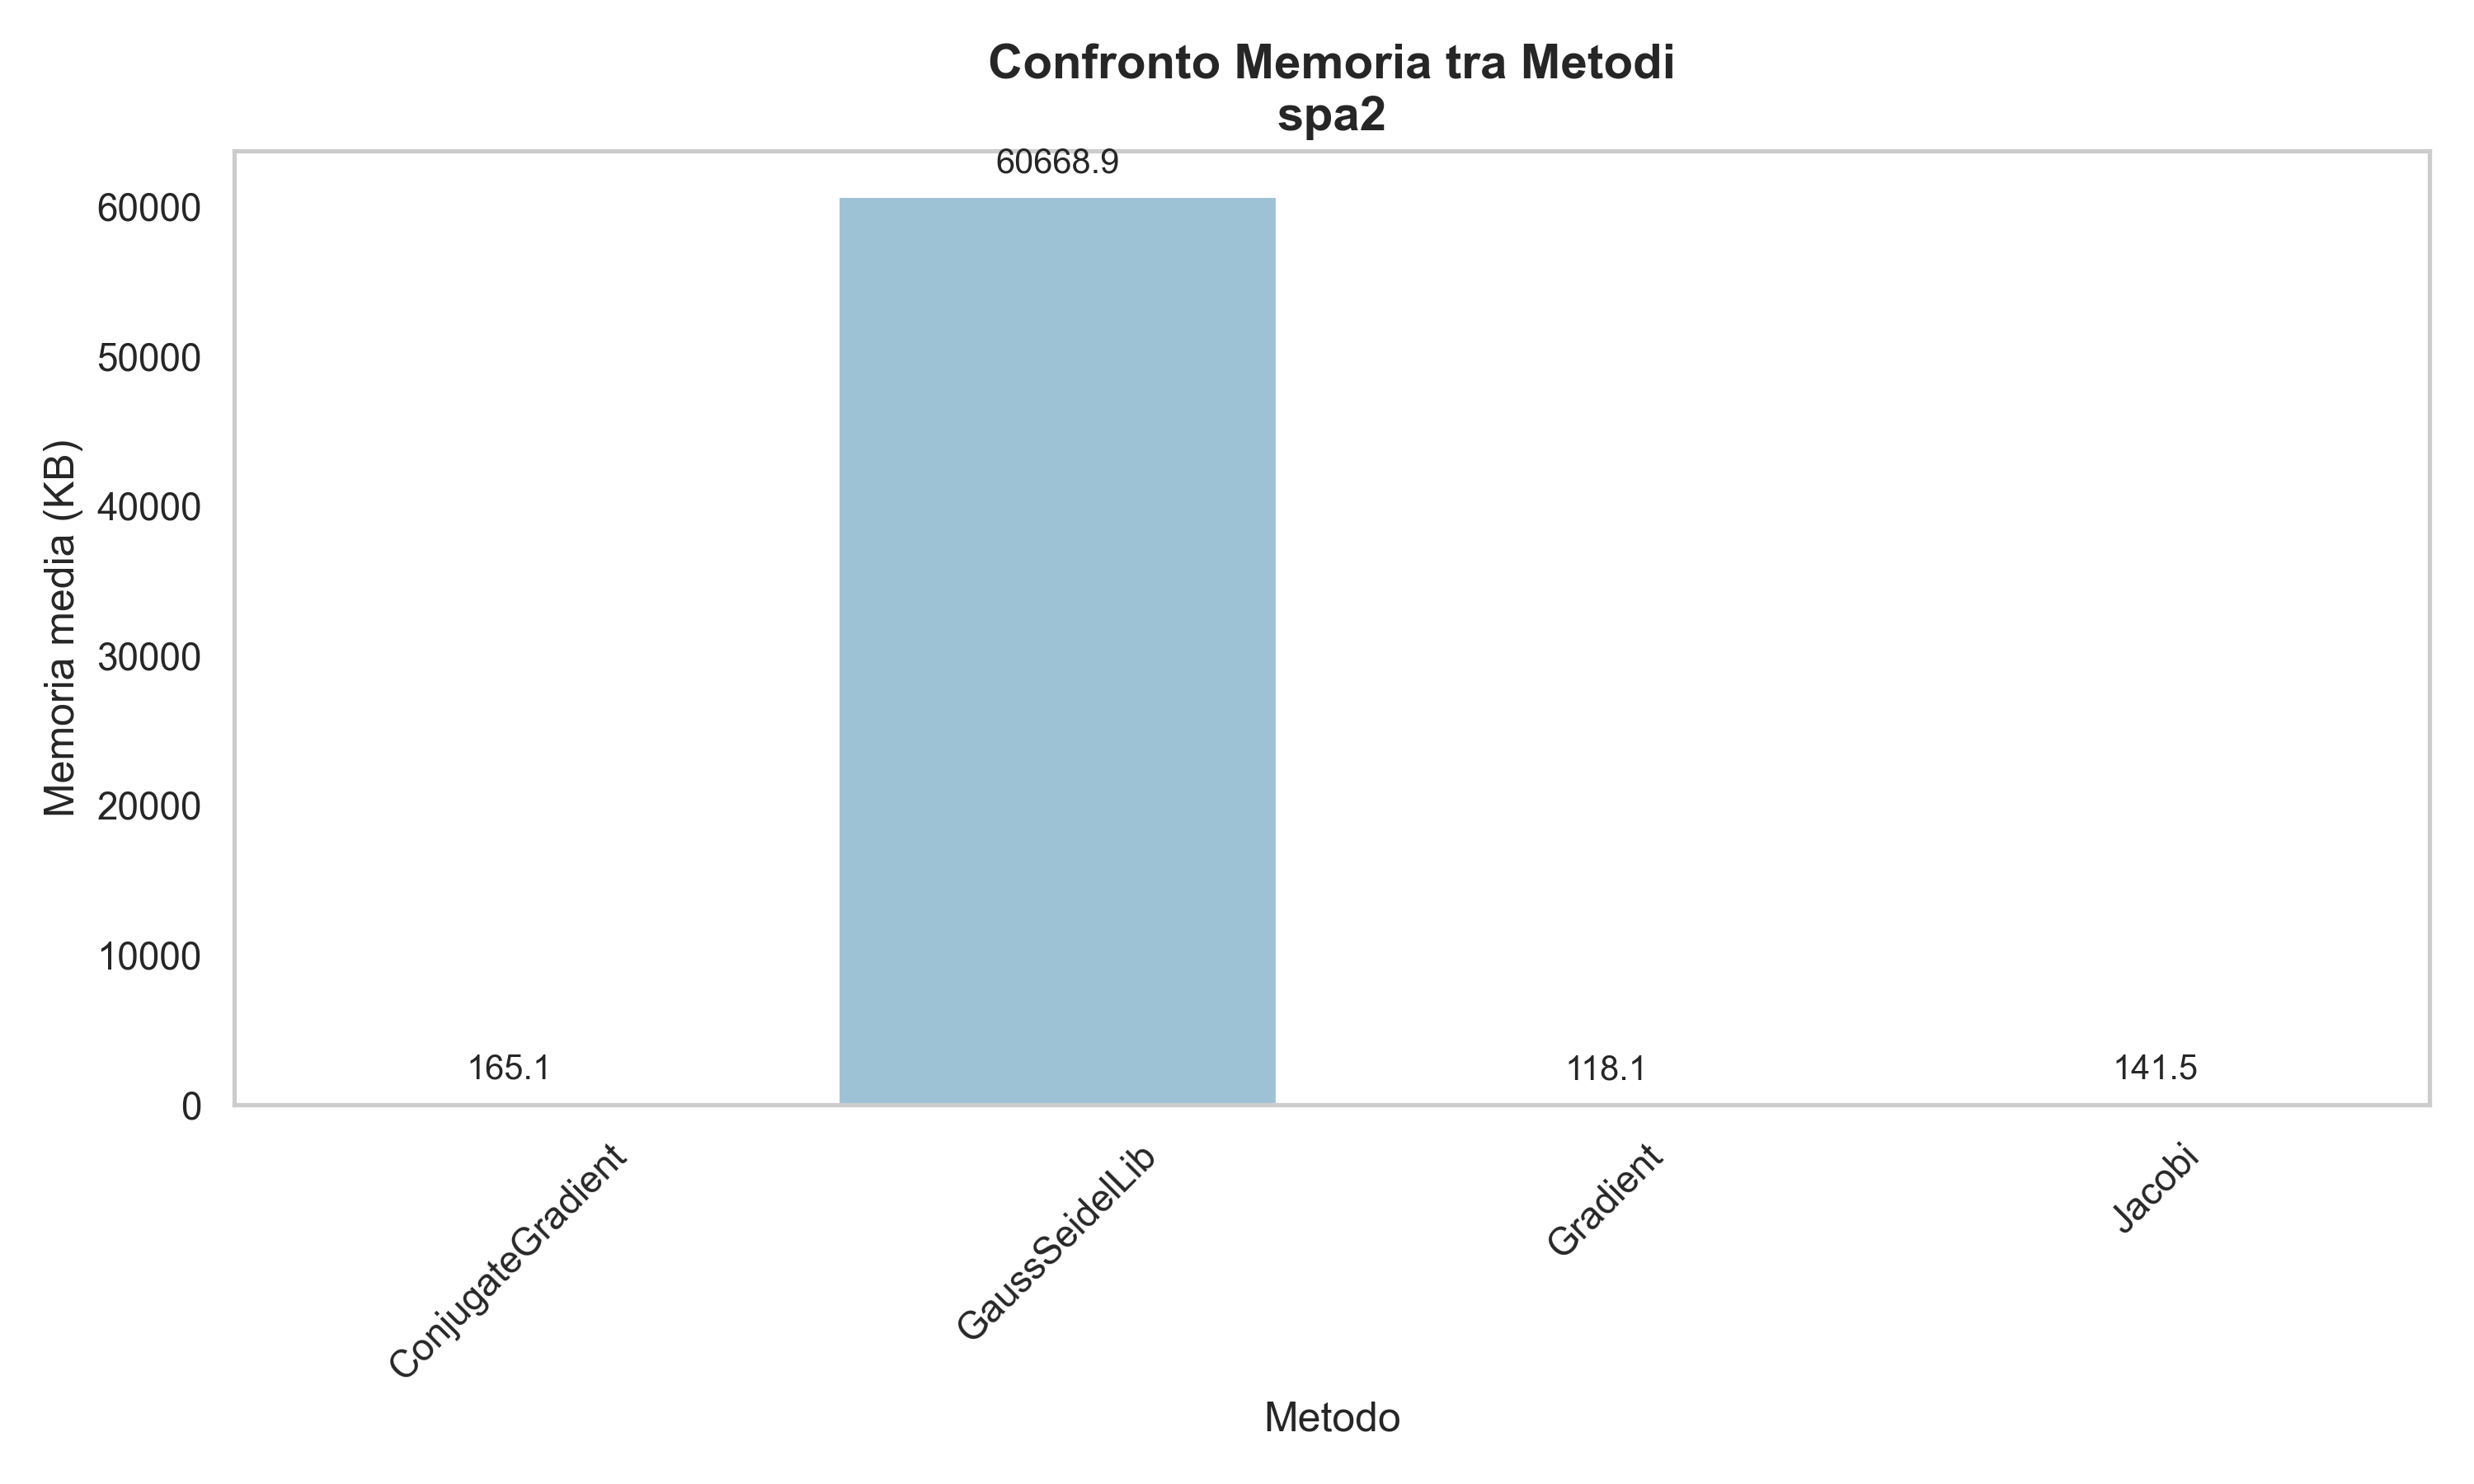 Confronto Memoria tra Metodi
spa2
60668.9
60000
50000
40000
30000
20000
10000
0
Memoria media (KB)
165.1
118.1
141.5
ConjugateGradient
GaussSeidelLib
Gradient
Jacobi
Metodo